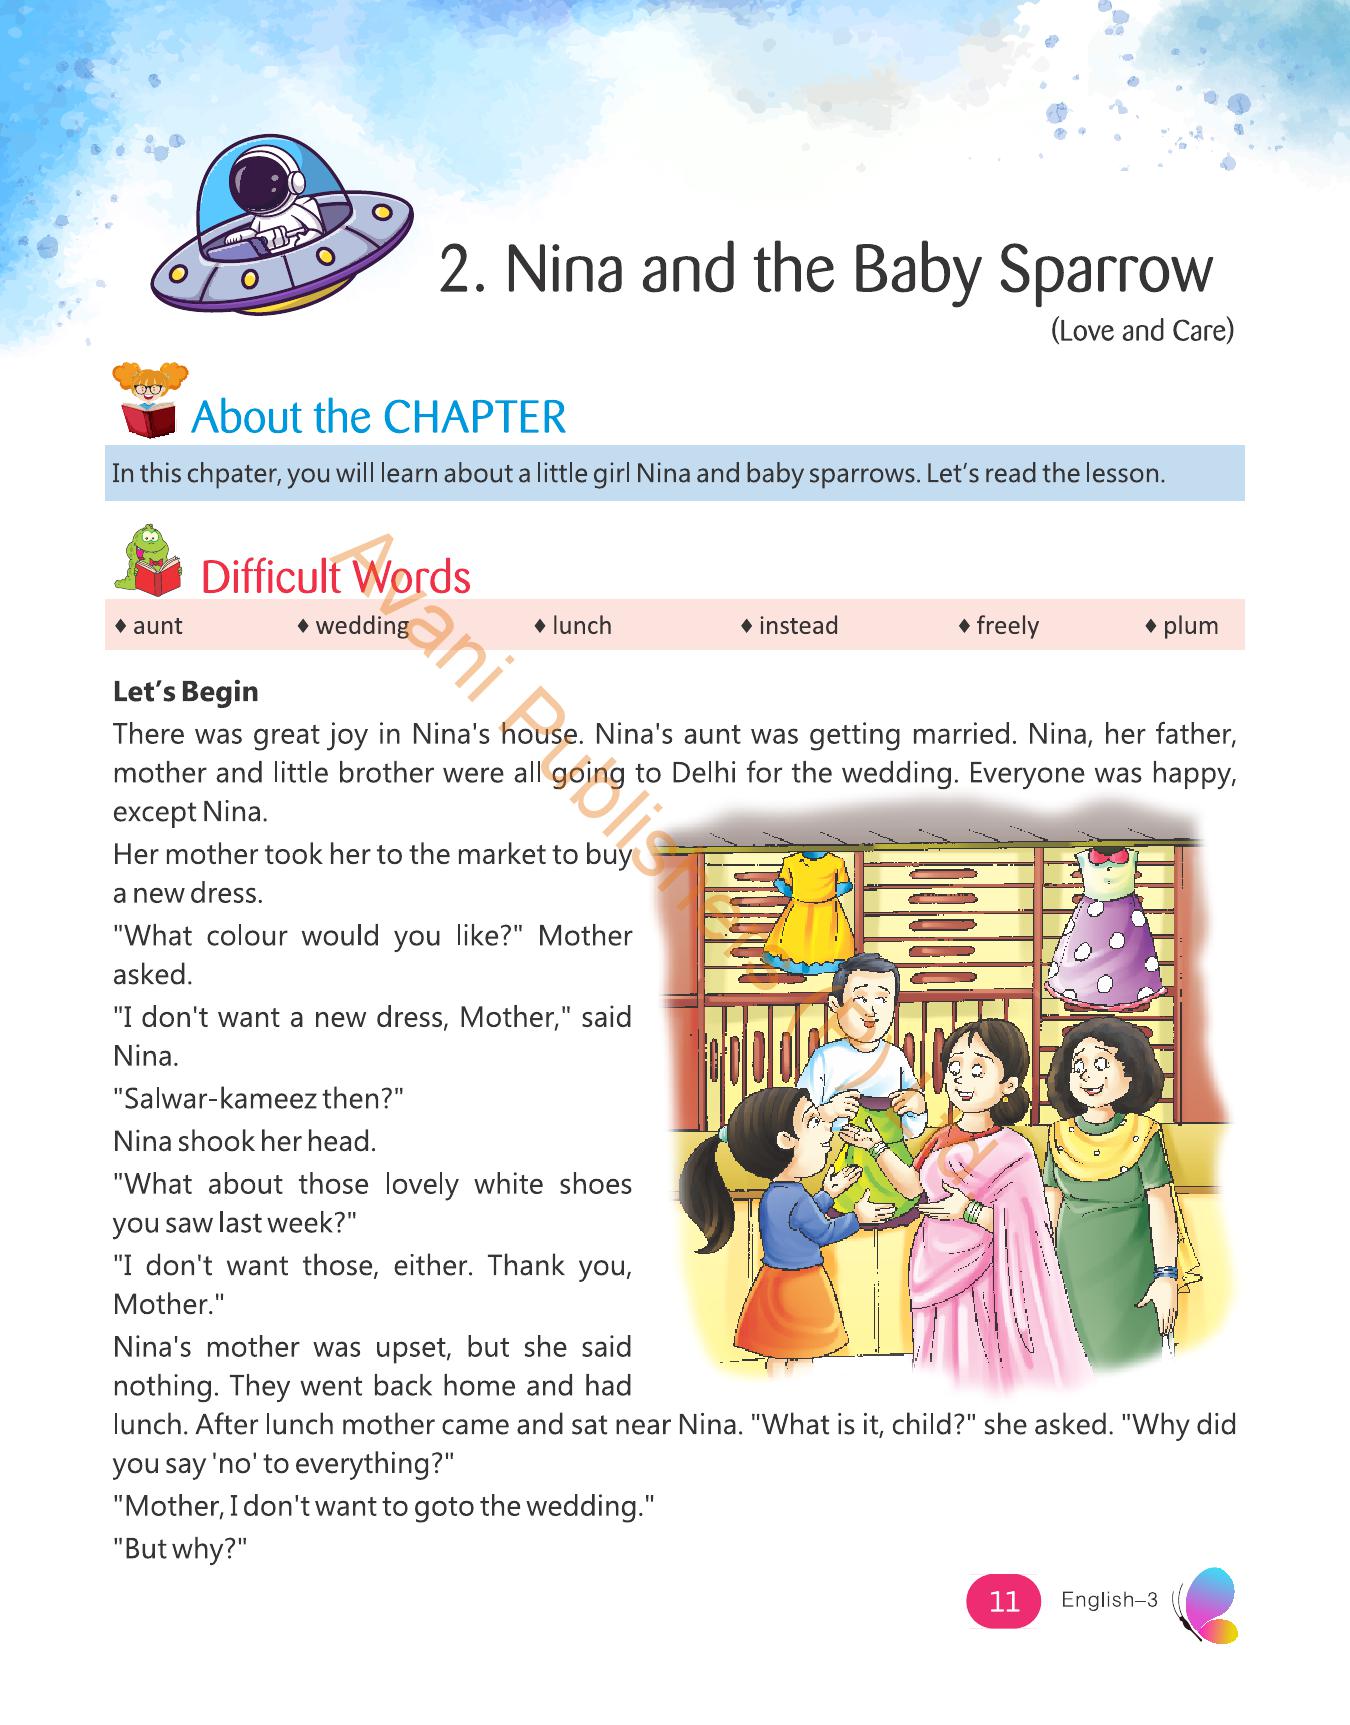 2. Nina and the Baby Sparrow
(Love and Care)
About the CHAPTER
In this chpater, you will learn about a little girl Nina and baby sparrows. Let's read the lesson.
Difficult Words
♦ aunt ♦ wedding ♦ lunch ♦ instead ♦ freely ♦ plum
Let's Begin
There was great joy in Nina's house. Nina's aunt was getting married. Nina, her father,
mother and little brother were all going to Delhi for the wedding. Everyone was happy,
except Nina.
Her mother took her to the market to buy
a new dress.
"What colour would you like?" Mother
asked.
"I don't want a new dress, Mother," said
Nina.
"Salwar-kameez then?"
Nina shook her head.
"What about those lovely white shoes
you saw last week?"
"I don't want those, either. Thank you,
Mother."
Nina's mother was upset, but she said
nothing. They went back home and had
lunch. After lunch mother came and sat near Nina. "What is it, child?" she asked. "Why did
you say 'no' to everything?"
"Mother, I don't want to goto the wedding."
"But why?"
11 English–3
Avani Publishers (P) Ltd